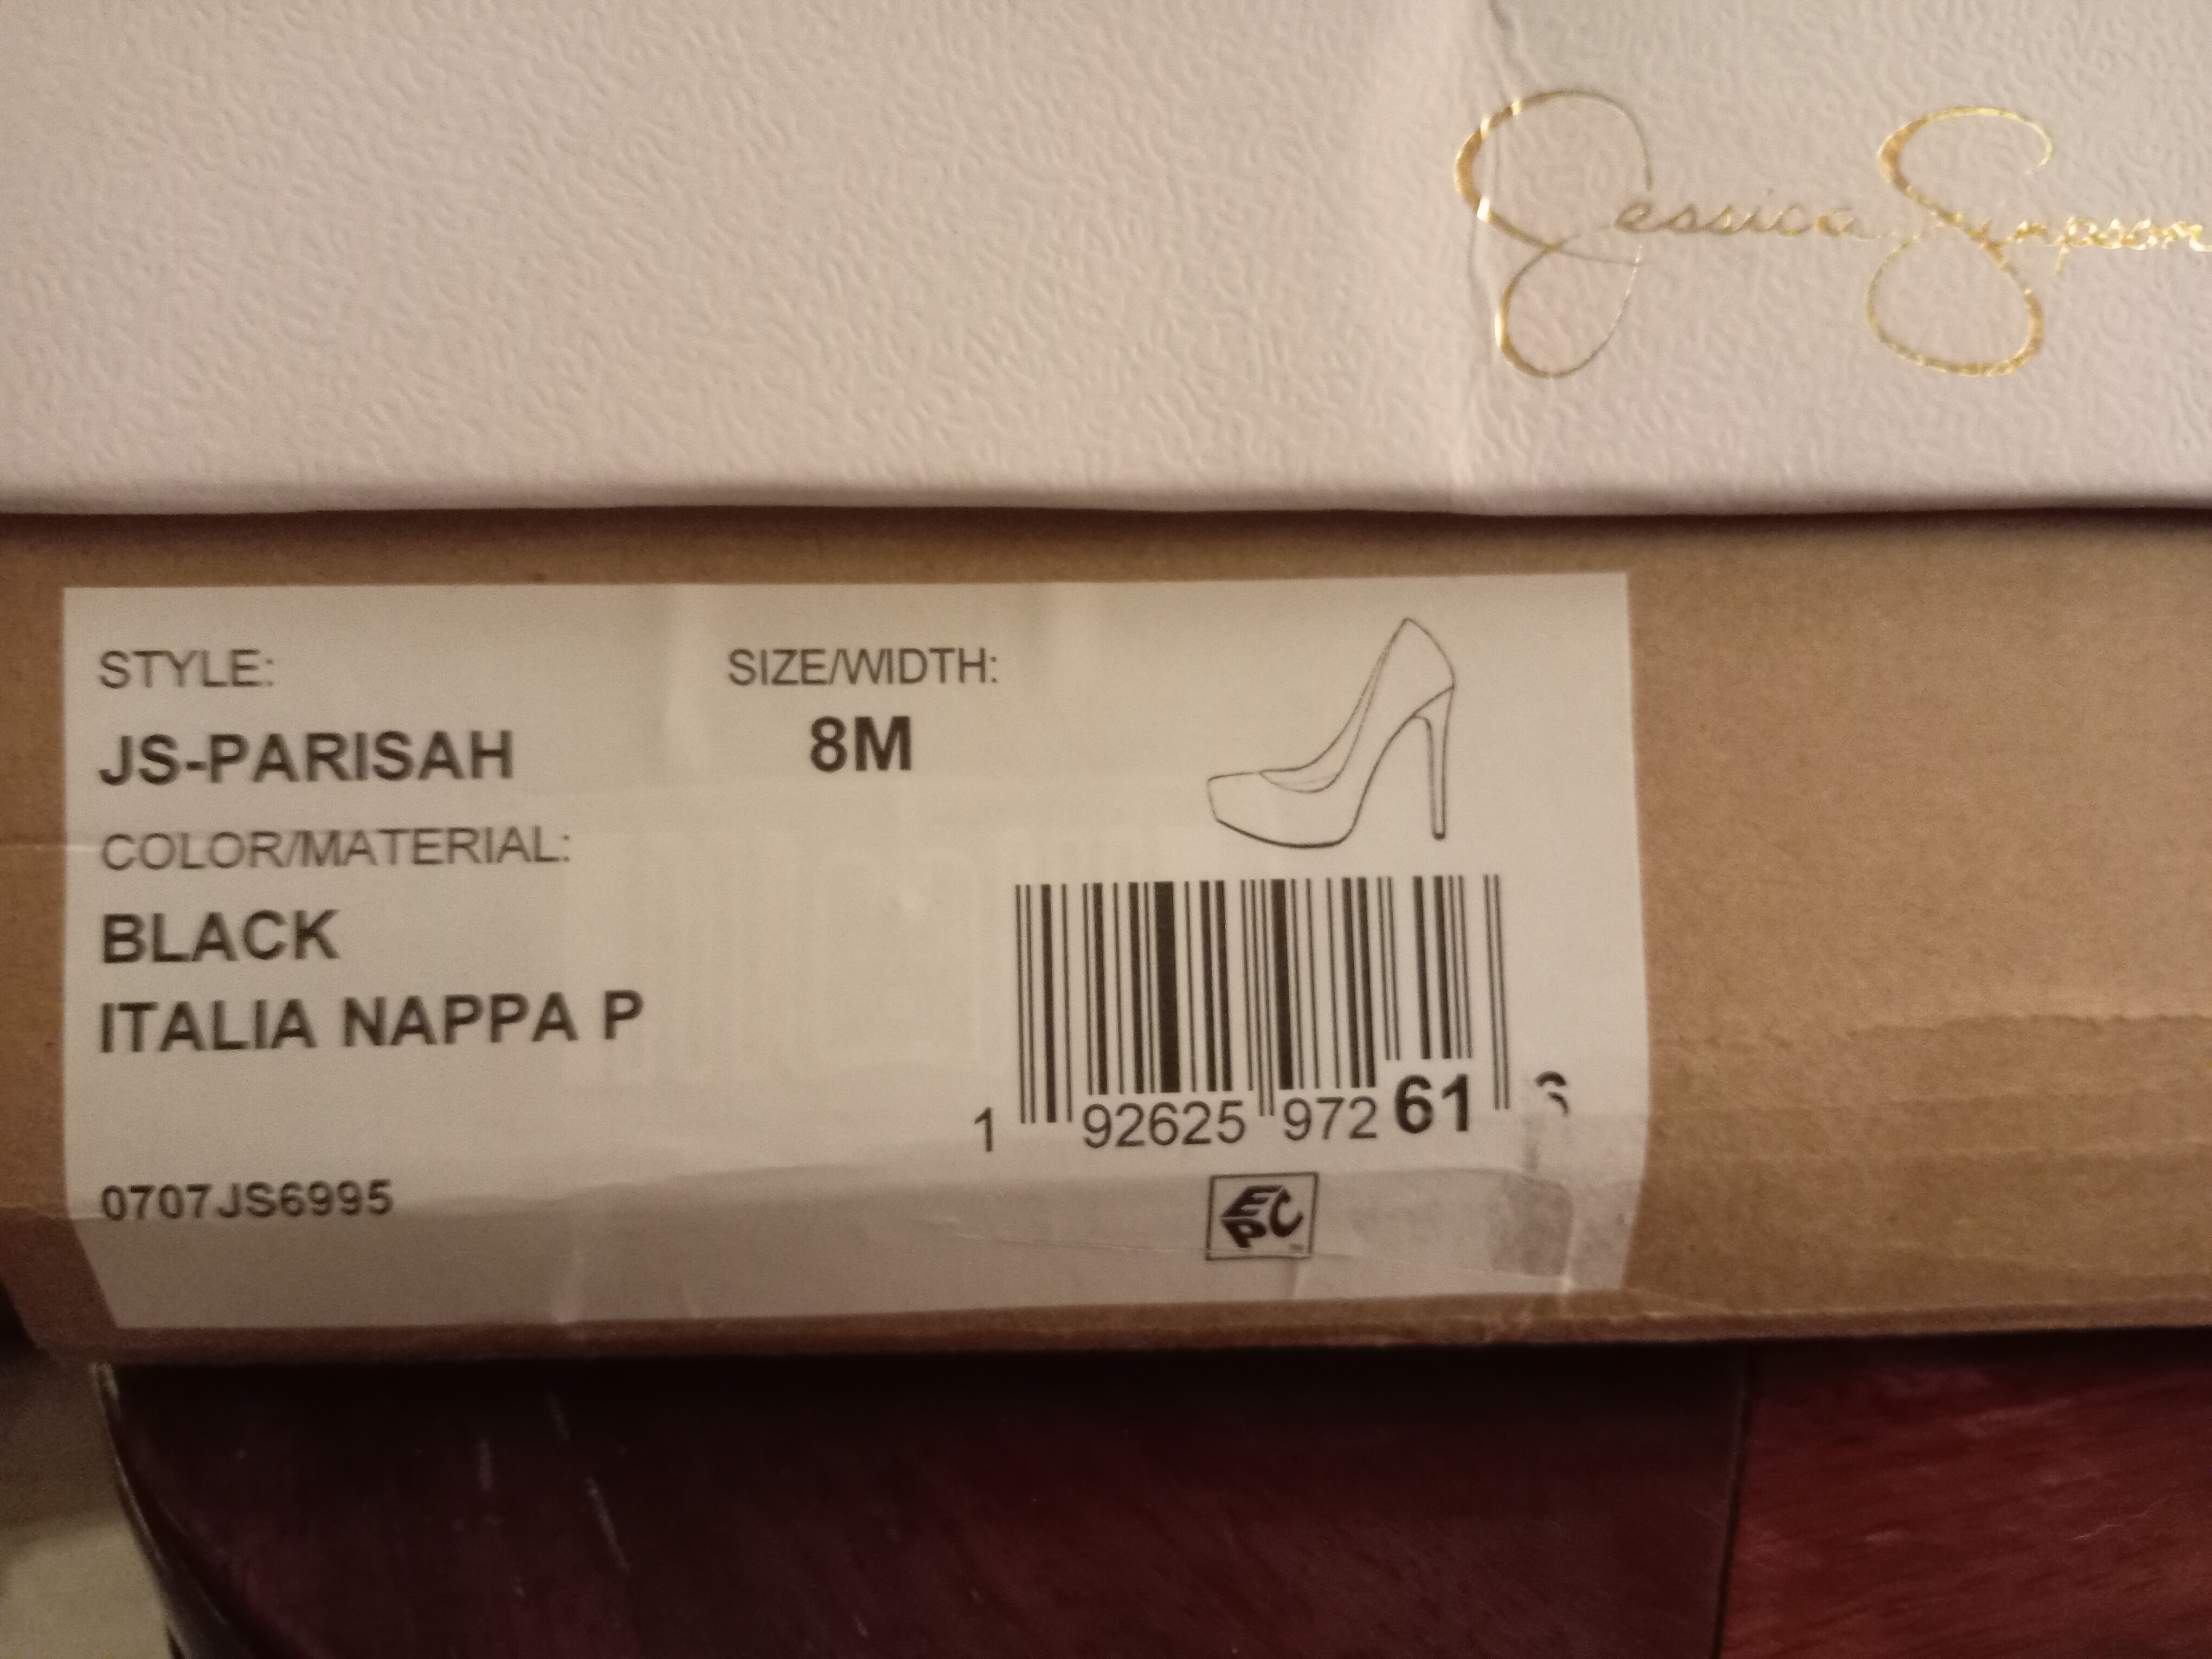 Jessica Simpson
STYLE:
SIZE/WIDTH:
JS-PARISAH
8M
COLOR/MATERIAL:
BLACK
ITALIA NAPPA P
1 92625 972 61
0707JS6995
EPC